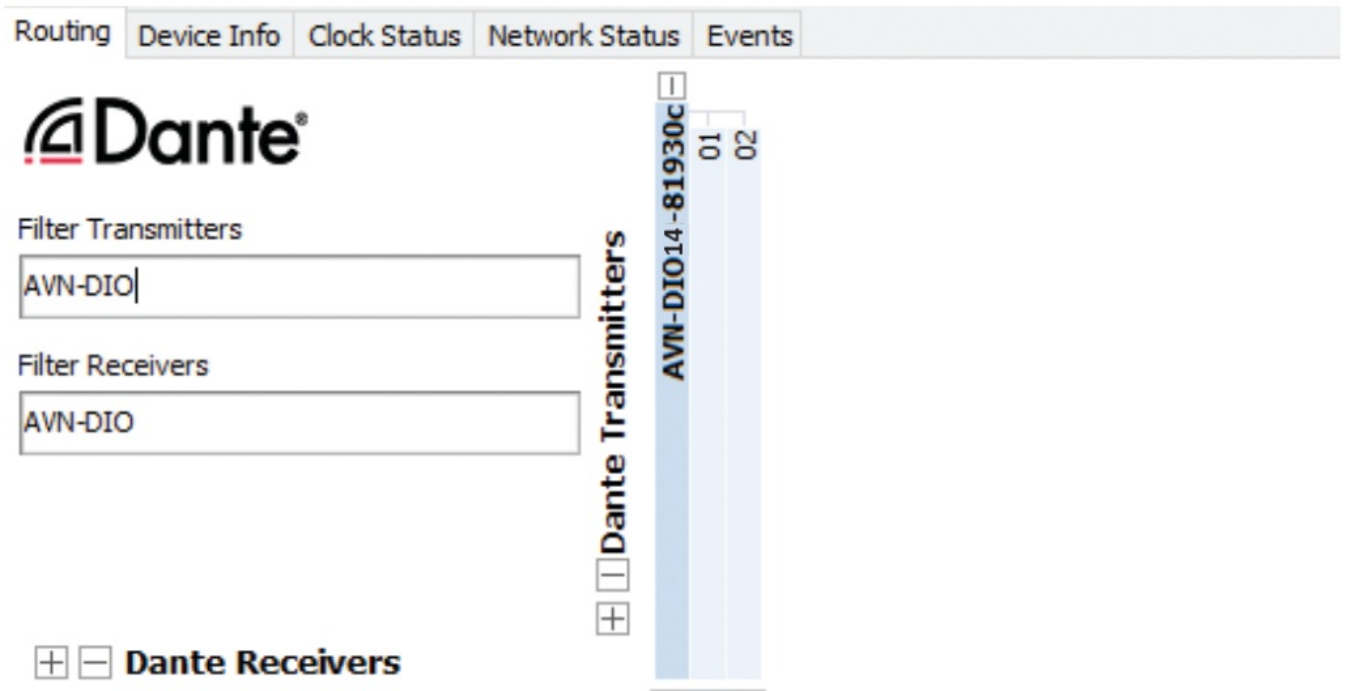 Routing Device Info Clock Status Network Status Events
Dante®
Filter Transmitters
AVN-DIO
Filter Receivers
AVN-DIO
Dante Transmitters
AVN-DIO14-81930c
01
02
Dante Receivers